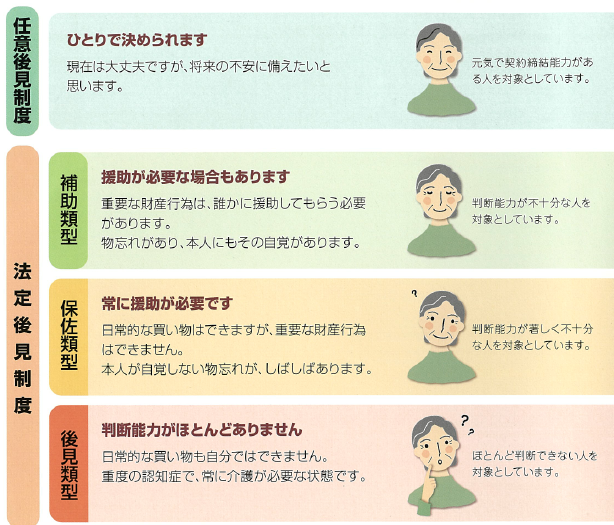 任意後見制度
ひとりで決められます
現在は大丈夫ですが、将来の不安に備えたいと
思います。
元気で契約締結能力があ
る人を対象としています。
法定後見制度
補助類型
援助が必要な場合もあります
重要な財産行為は、誰かに援助してもらう必要
があります。
物忘れがあり、本人にもその自覚があります。
判断能力が不十分な人を
対象としています。
保佐類型
常に援助が必要です
日常的な買い物はできますが、重要な財産行為
はできません。
本人が自覚しない物忘れが、しばしばあります。
?
判断能力が著しく不十分
な人を対象としています。
後見類型
判断能力がほとんどありません
日常的な買い物も自分ではできません。
重度の認知症で、常に介護が必要な状態です。
??
ほとんど判断できない人を
対象としています。